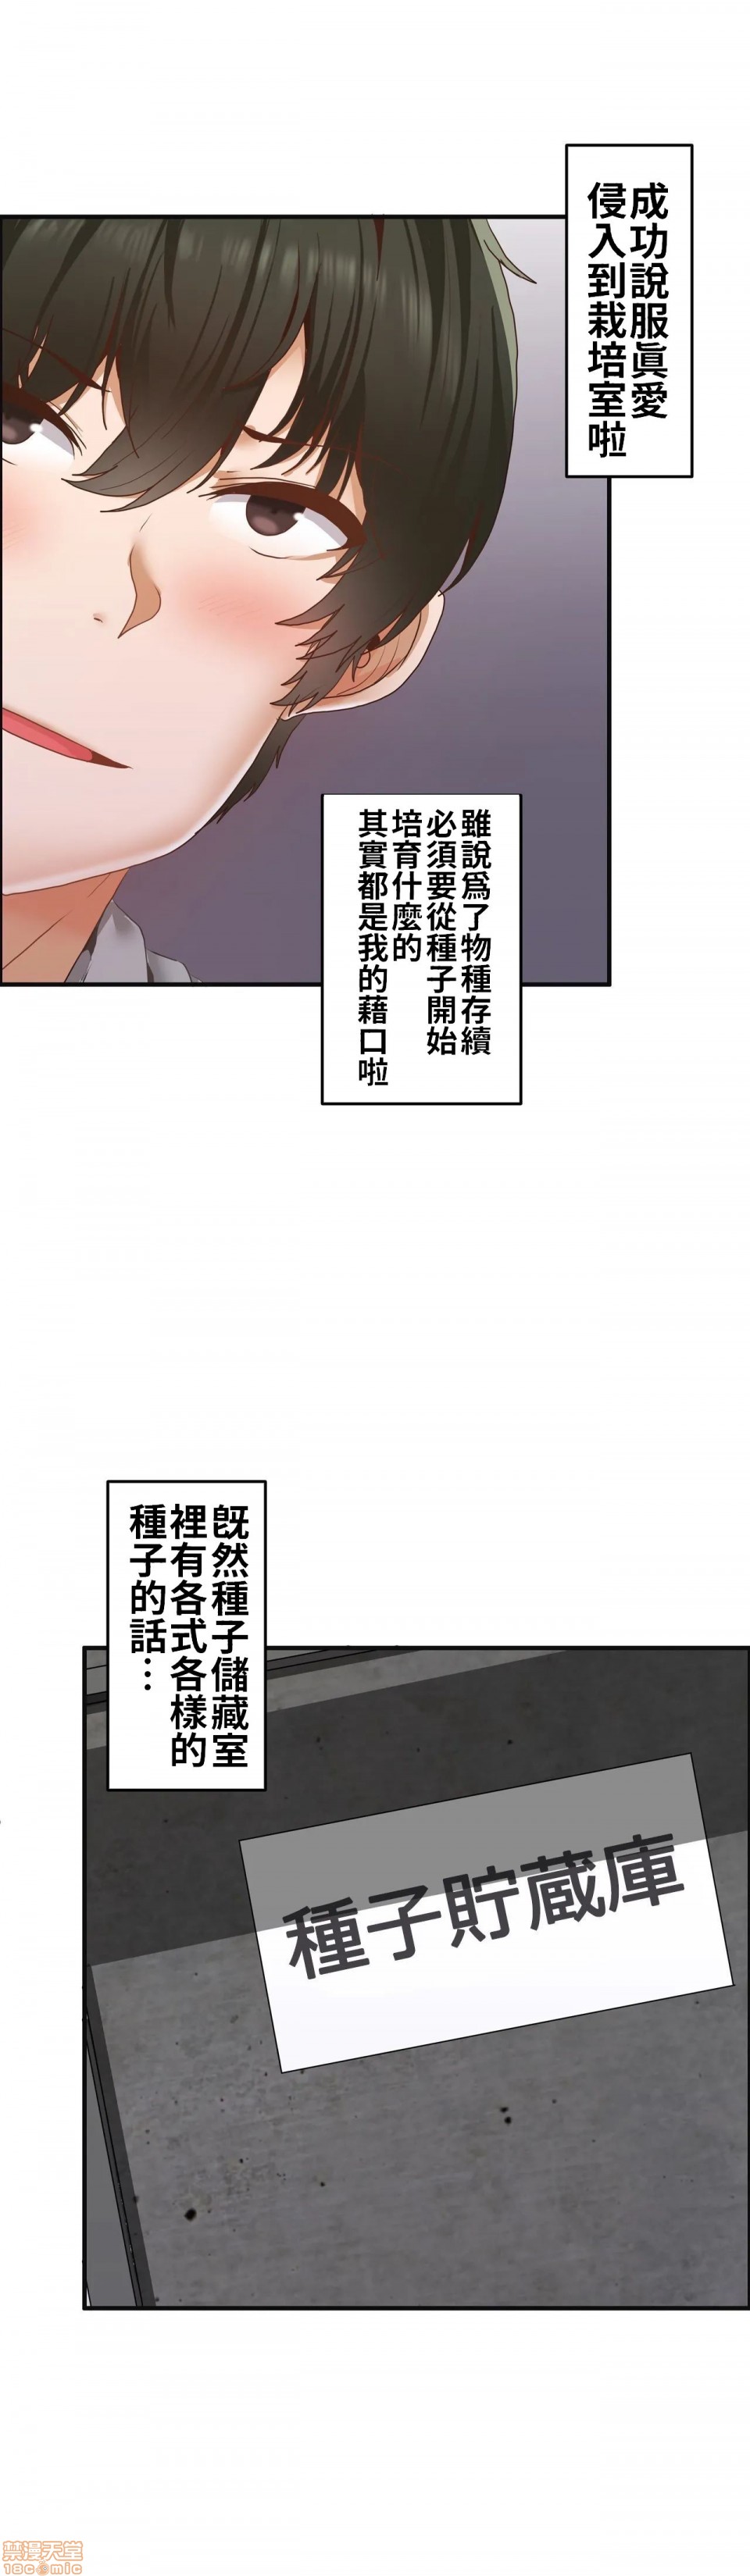 成功說服眞愛
侵入到栽培室啦
雖說爲了物種存續
必須要從種子開始
培育什麼的
其實都是我的藉口啦
既然種子儲藏室
裡有各式各樣的
種子的話⋯
種子貯蔵庫
禁漫天堂
18comic